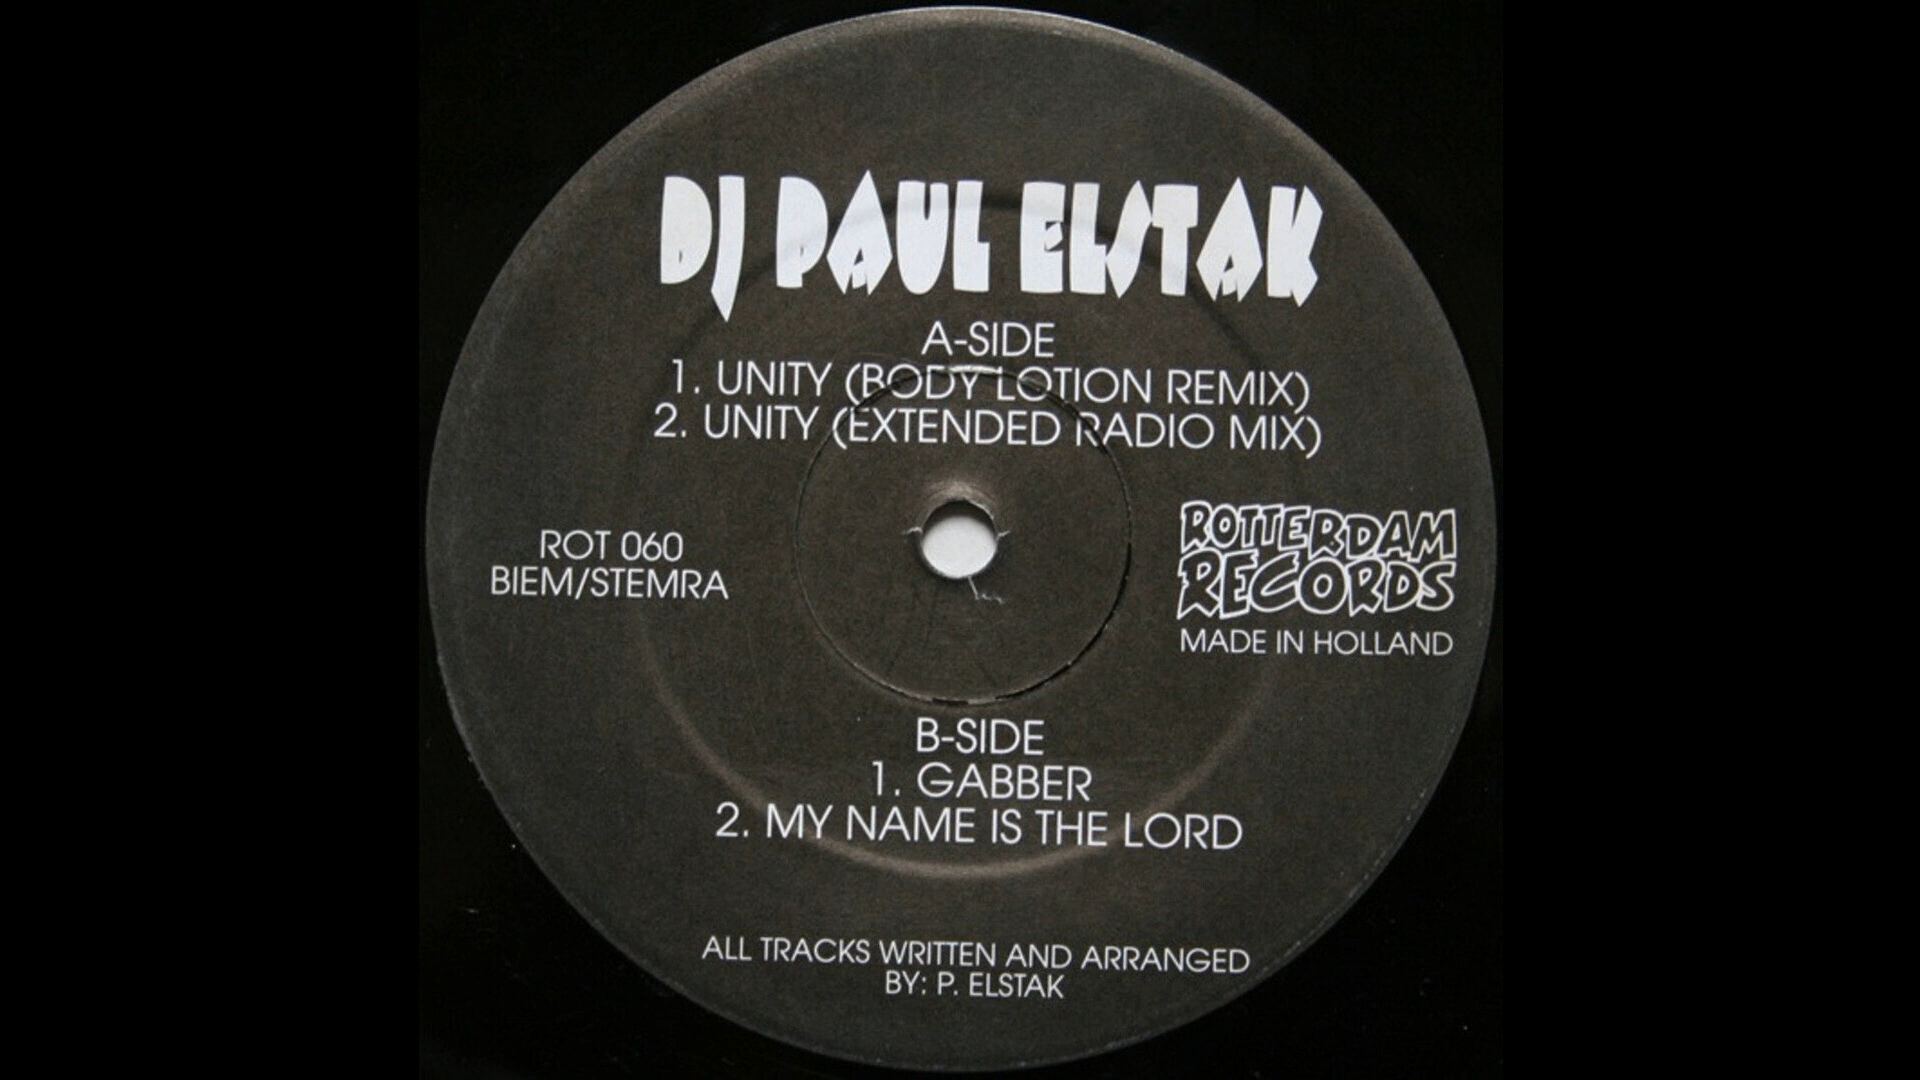 DJ PAUL ELSTAK
A-SIDE
1. UNITY (BODY LOTION REMIX)
2. UNITY (EXTENDED RADIO MIX)
ROT 060
BIEM/STEMRA
ROTTERDAM
RECORDS
MADE IN HOLLAND
B-SIDE
1. GABBER
2. MY NAME IS THE LORD
ALL TRACKS WRITTEN AND ARRANGED
BY: P. ELSTAK